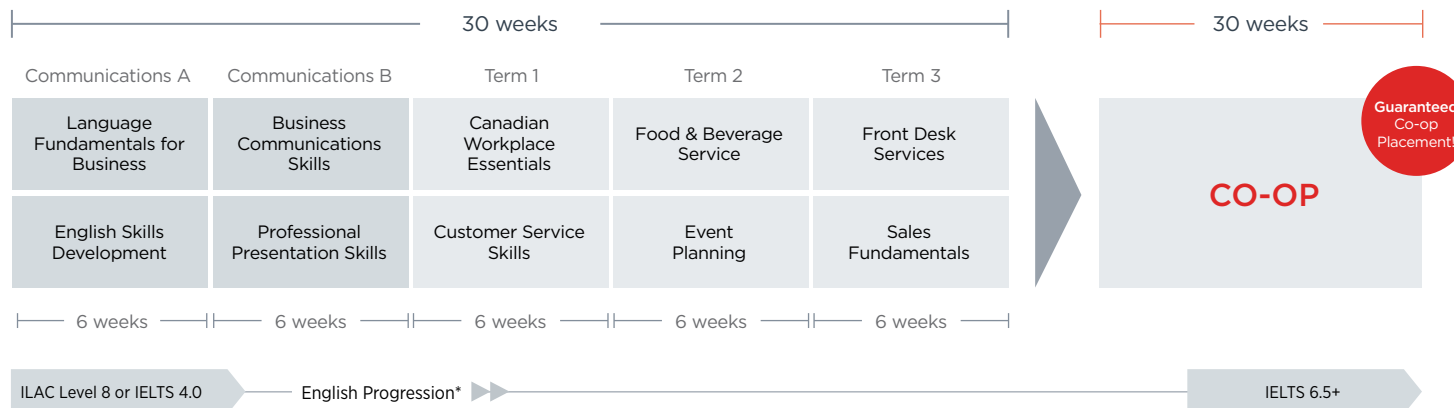 30 weeks
30 weeks
Communications A
Communications B
Term 1
Term 2
Term 3
Language
Fundamentals for
Business
Business
Communications
Skills
Canadian
Workplace
Essentials
Food & Beverage
Service
Front Desk
Services
Guaranteed
Co-op
Placement!
CO-OP
English Skills
Development
Professional
Presentation Skills
Customer Service
Skills
Event
Planning
Sales
Fundamentals
6 weeks
6 weeks
6 weeks
6 weeks
6 weeks
ILAC Level 8 or IELTS 4.0
English Progression*
IELTS 6.5+